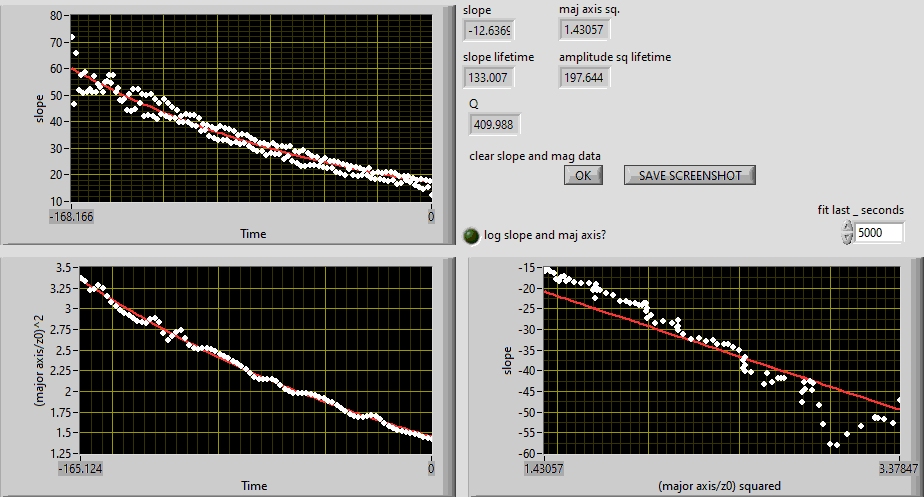 80
70
60
50
40
30
20
10
slope
-168.166
0
Time
slope
maj axis sq.
-12.6369
1.43057
slope lifetime
amplitude sq lifetime
133.007
197.644
Q
409.988
clear slope and mag data
OK
SAVE SCREENSHOT
fit last _ seconds
log slope and maj axis?
5000
3.5
3.25
3
2.75
2.5
2.25
2
1.75
1.5
1.25
(major axis/z0))^2
-165.124
0
Time
-15
-20
-25
-30
-35
-40
-45
-50
-55
-60
slope
1.43057
3.37847
(major axis/z0) squared